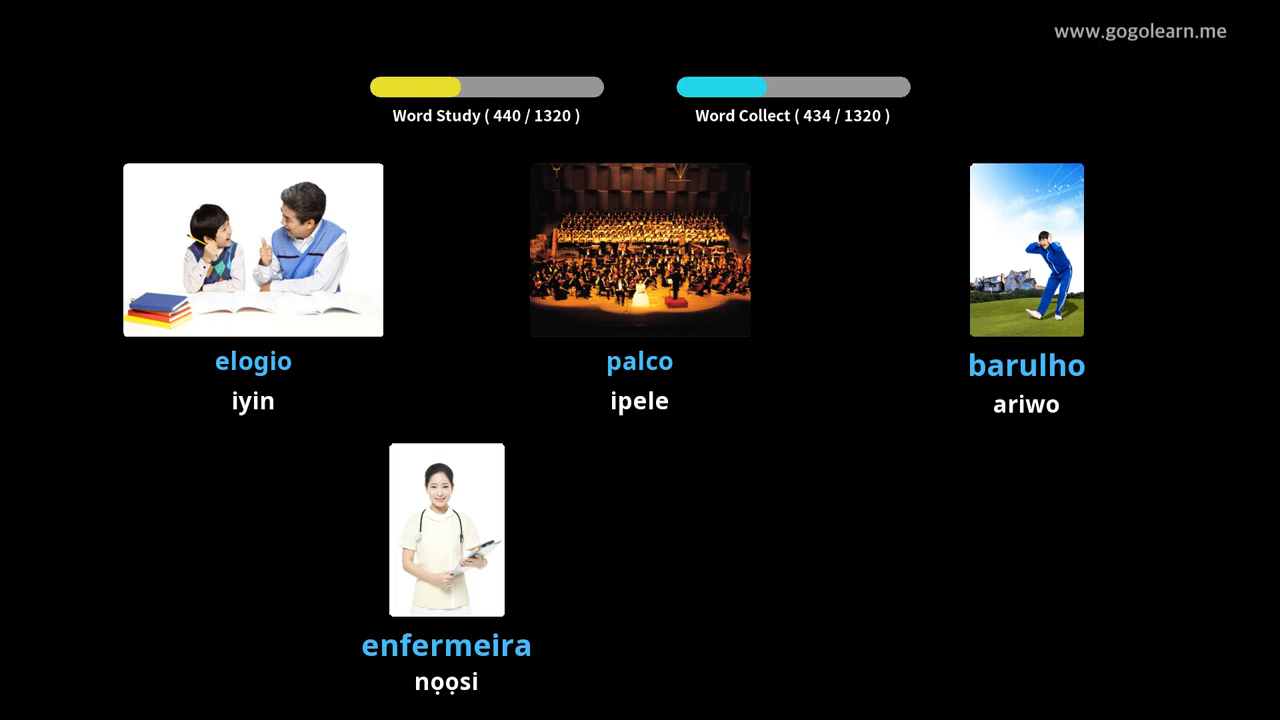 www.gogolearn.me
Word Study ( 440 / 1320 )
Word Collect ( 434 / 1320 )
elogio
iyin
palco
ipele
barulho
ariwo
enfermeira
nọọsi